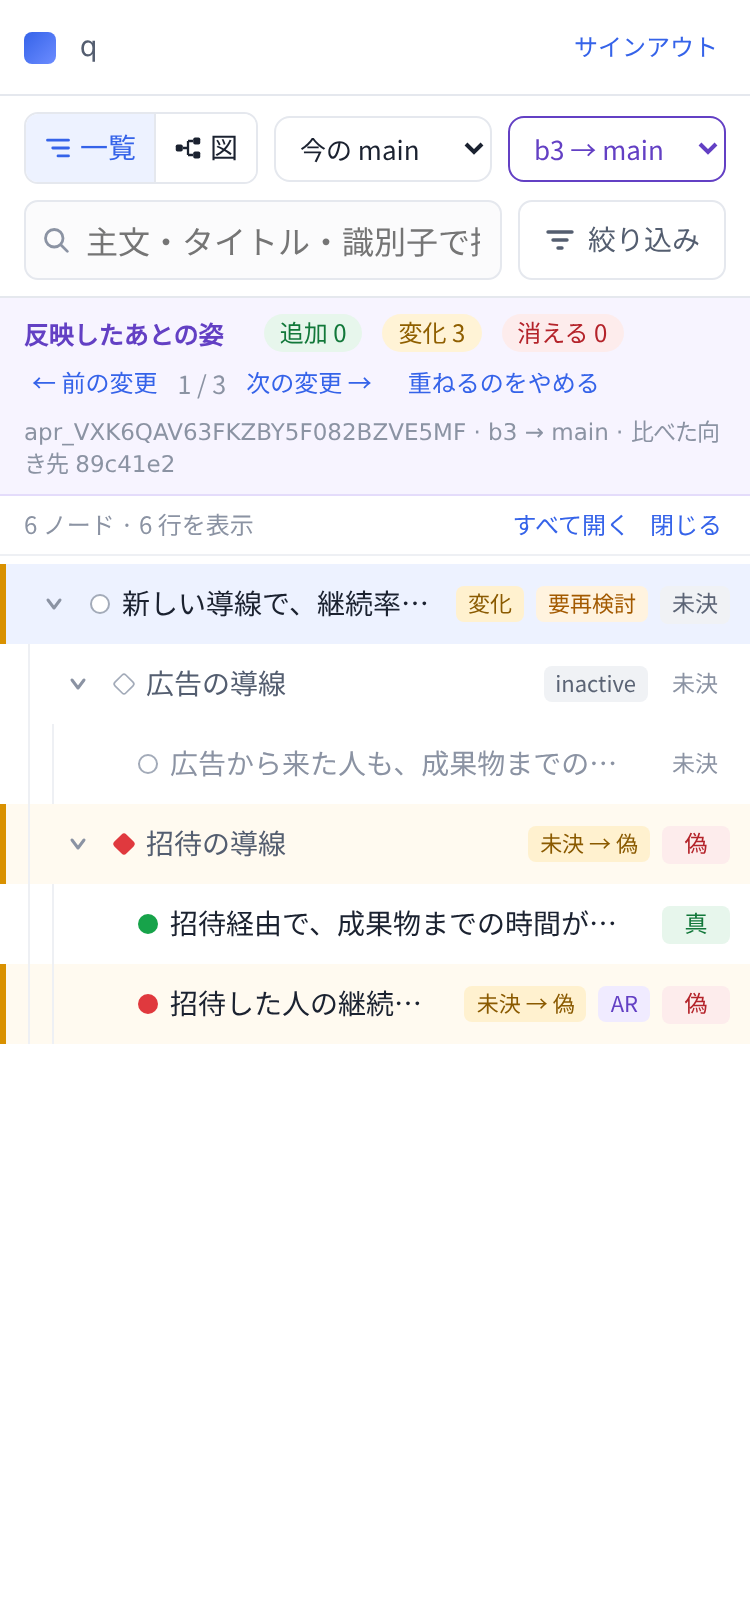 q サインアウト
一覧 図 今の main b3 → main
主文・タイトル・識別子で 絞り込み
反映したあとの姿 追加 0 変化 3 消える 0
← 前の変更 1 / 3 次の変更 → 重ねるのをやめる
apr_VXK6QAV63FKZBY5F082BZVE5MF · b3 → main · 比べた向
き先 89c41e2
6 ノード · 6 行を表示 すべて開く 閉じる
新しい導線で、継続率… 変化 要再検討 未決
広告の導線 inactive 未決
広告から来た人も、成果物までの… 未決
招待の導線 未決 → 偽 偽
招待経由で、成果物までの時間が… 真
招待した人の継続… 未決 → 偽 AR 偽